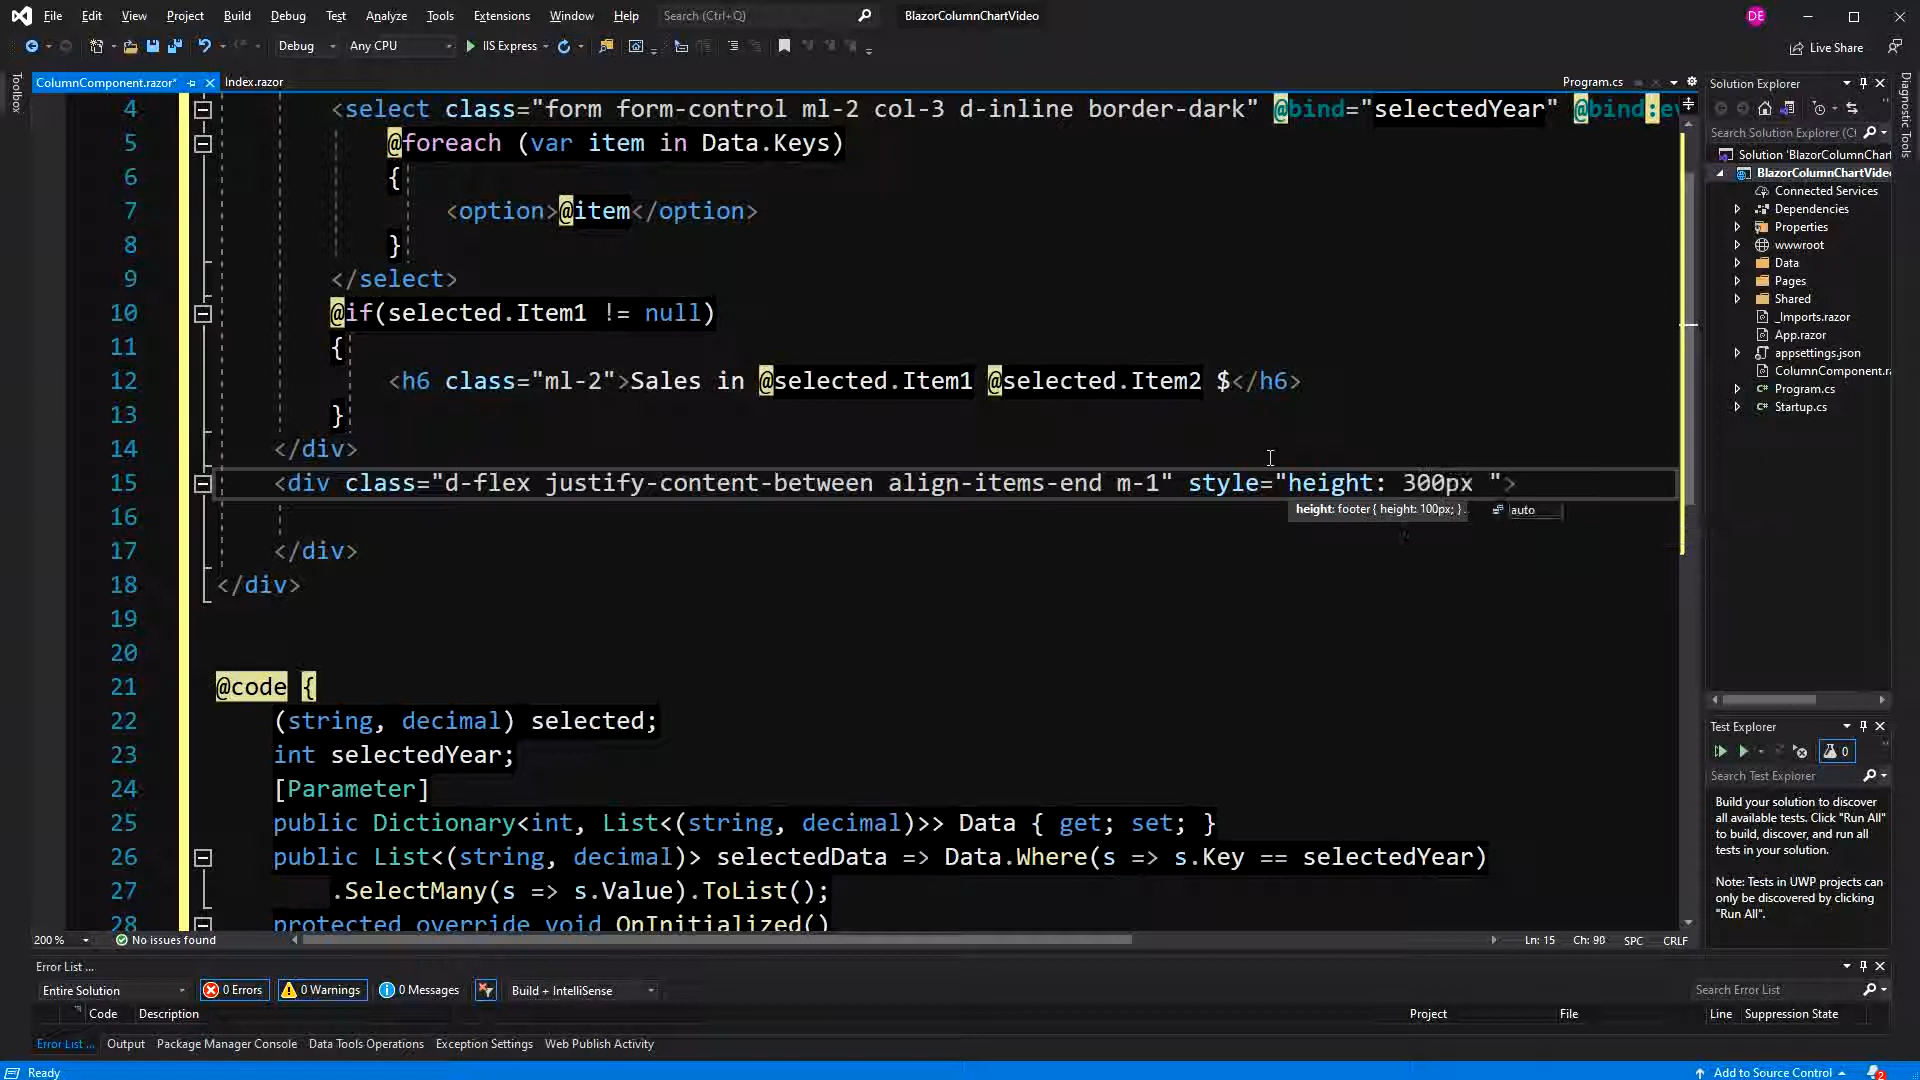 File Edit View Project Build Debug Test Analyze Tools Extensions Window Help Search (Ctrl+Q) BlazorColumnChartVideo DE
Debug Any CPU IIS Express Live Share
Toolbox
ColumnComponent.razor* Index.razor Program.cs
4 <select class="form form-control ml-2 col-3 d-inline border-dark" @bind="selectedYear" @bind:ev
5 @foreach (var item in Data.Keys)
6 {
7 <option>@item</option>
8 }
9 </select>
10 @if(selected.Item1 != null)
11 {
12 <h6 class="ml-2">Sales in @selected.Item1 @selected.Item2 $</h6>
13 }
14 </div>
15 <div class="d-flex justify-content-between align-items-end m-1" style="height: 300px ">
height: footer { height: 100px; } auto
16
17 </div>
18 </div>
19
20
21 @code {
22 (string, decimal) selected;
23 int selectedYear;
24 [Parameter]
25 public Dictionary<int, List<(string, decimal)>> Data { get; set; }
26 public List<(string, decimal)> selectedData => Data.Where(s => s.Key == selectedYear)
27 .SelectMany(s => s.Value).ToList();
28 protected override void OnInitialized()
200 % No issues found Ln: 15 Ch: 90 SPC CRLF
Solution Explorer
Search Solution Explorer (Ct
Solution 'BlazorColumnChart
BlazorColumnChartVideo
Connected Services
Dependencies
Properties
wwwroot
Data
Pages
Shared
_Imports.razor
App.razor
appsettings.json
ColumnComponent.ra
Program.cs
Startup.cs
Diagnostic Tools
Test Explorer
0
Search Test Explorer
Build your solution to discover
all available tests. Click "Run All"
to build, discover, and run all
tests in your solution.
Note: Tests in UWP projects can
only be discovered by clicking
"Run All".
Error List ...
Entire Solution 0 Errors 0 Warnings 0 Messages Build + IntelliSense Search Error List
Code Description Project File Line Suppression State
Error List ... Output Package Manager Console Data Tools Operations Exception Settings Web Publish Activity
Ready Add to Source Control 2